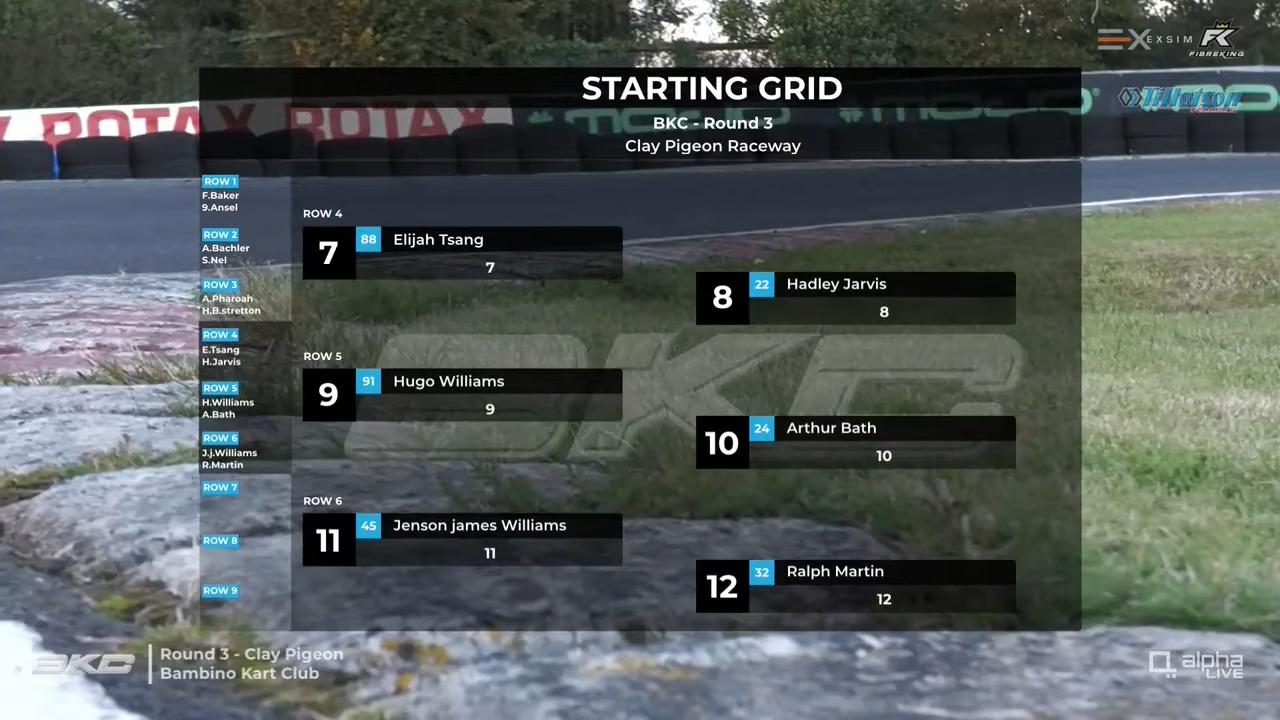 EXSIM
FK
FIBREKING
Tillotson
ROTAX ROTAX
STARTING GRID
BKC - Round 3
Clay Pigeon Raceway
ROW 1
F.Baker
9.Ansel
ROW 2
A.Bachler
S.Nel
ROW 3
A.Pharoah
H.B.stretton
ROW 4
E.Tsang
H.Jarvis
ROW 5
H.Williams
A.Bath
ROW 6
J.j.Williams
R.Martin
ROW 7
ROW 8
ROW 9
ROW 4
7 88 Elijah Tsang
7
8 22 Hadley Jarvis
8
ROW 5
9 91 Hugo Williams
9
10 24 Arthur Bath
10
ROW 6
11 45 Jenson james Williams
11
12 32 Ralph Martin
12
BKC
BKC
Round 3 - Clay Pigeon
Bambino Kart Club
alpha
LIVE